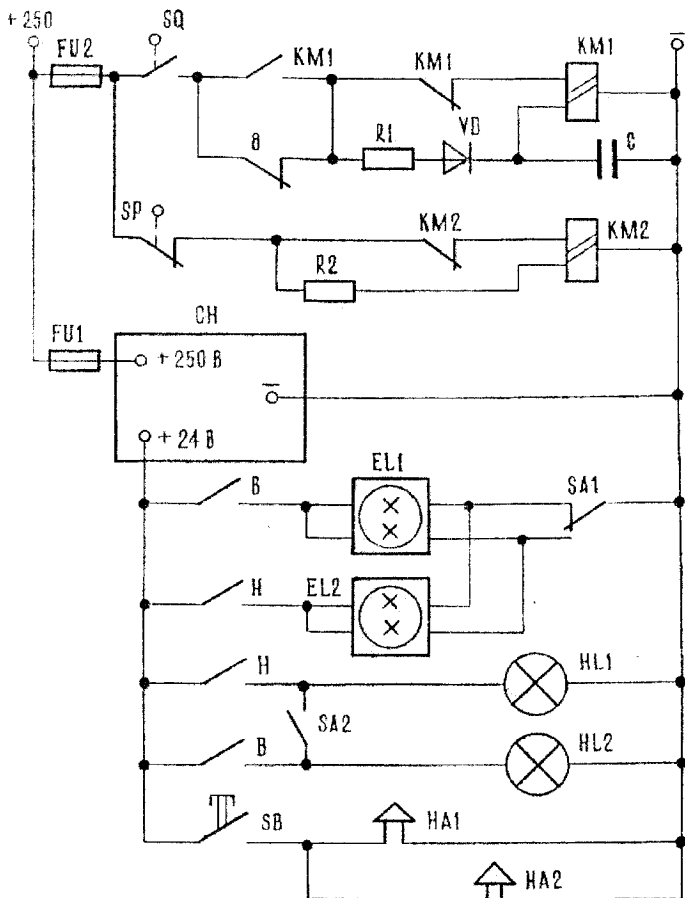 + 250
FU2
SQ
KM1
KM1
KM1
—
θ
R1
VD
C
SP
KM2
KM2
R2
CH
FU1
+ 250 В
—
+ 24 В
В
EL1
SA1
Н
EL2
Н
HL1
SA2
В
HL2
SB
HA1
HA2